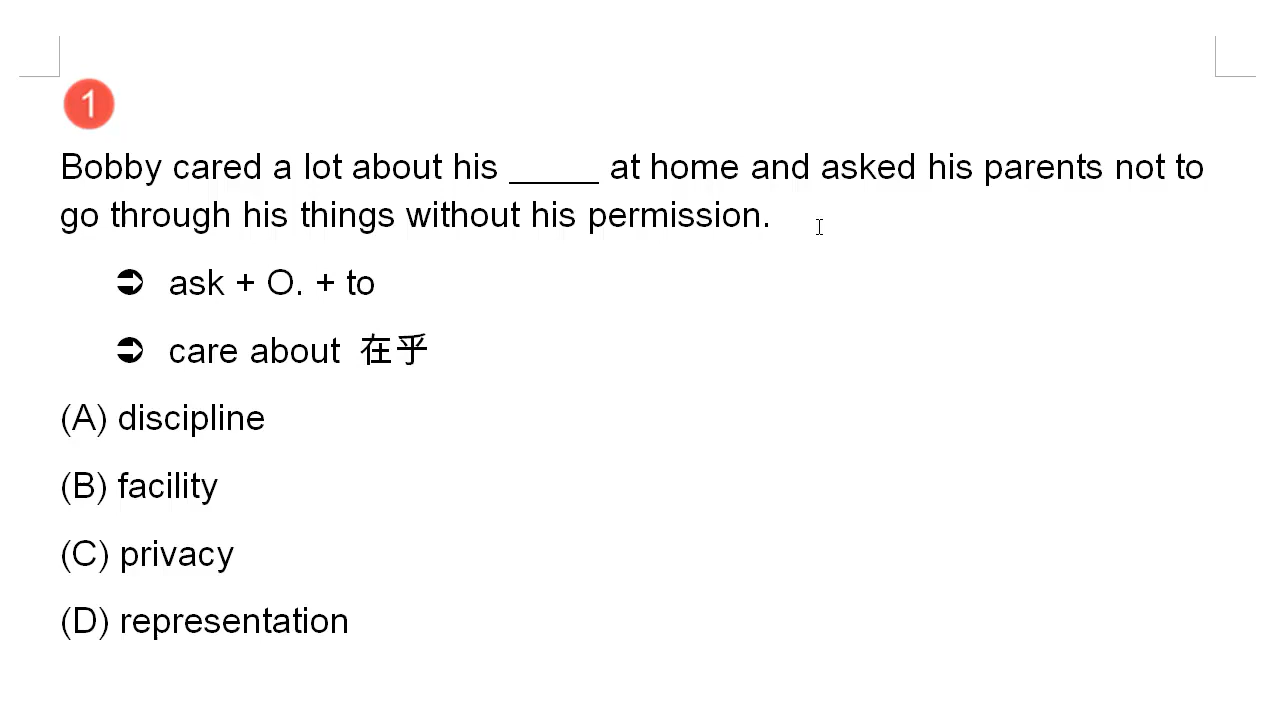 1
Bobby cared a lot about his _____ at home and asked his parents not to
go through his things without his permission.
➲ ask + O. + to
➲ care about 在乎
(A) discipline
(B) facility
(C) privacy
(D) representation